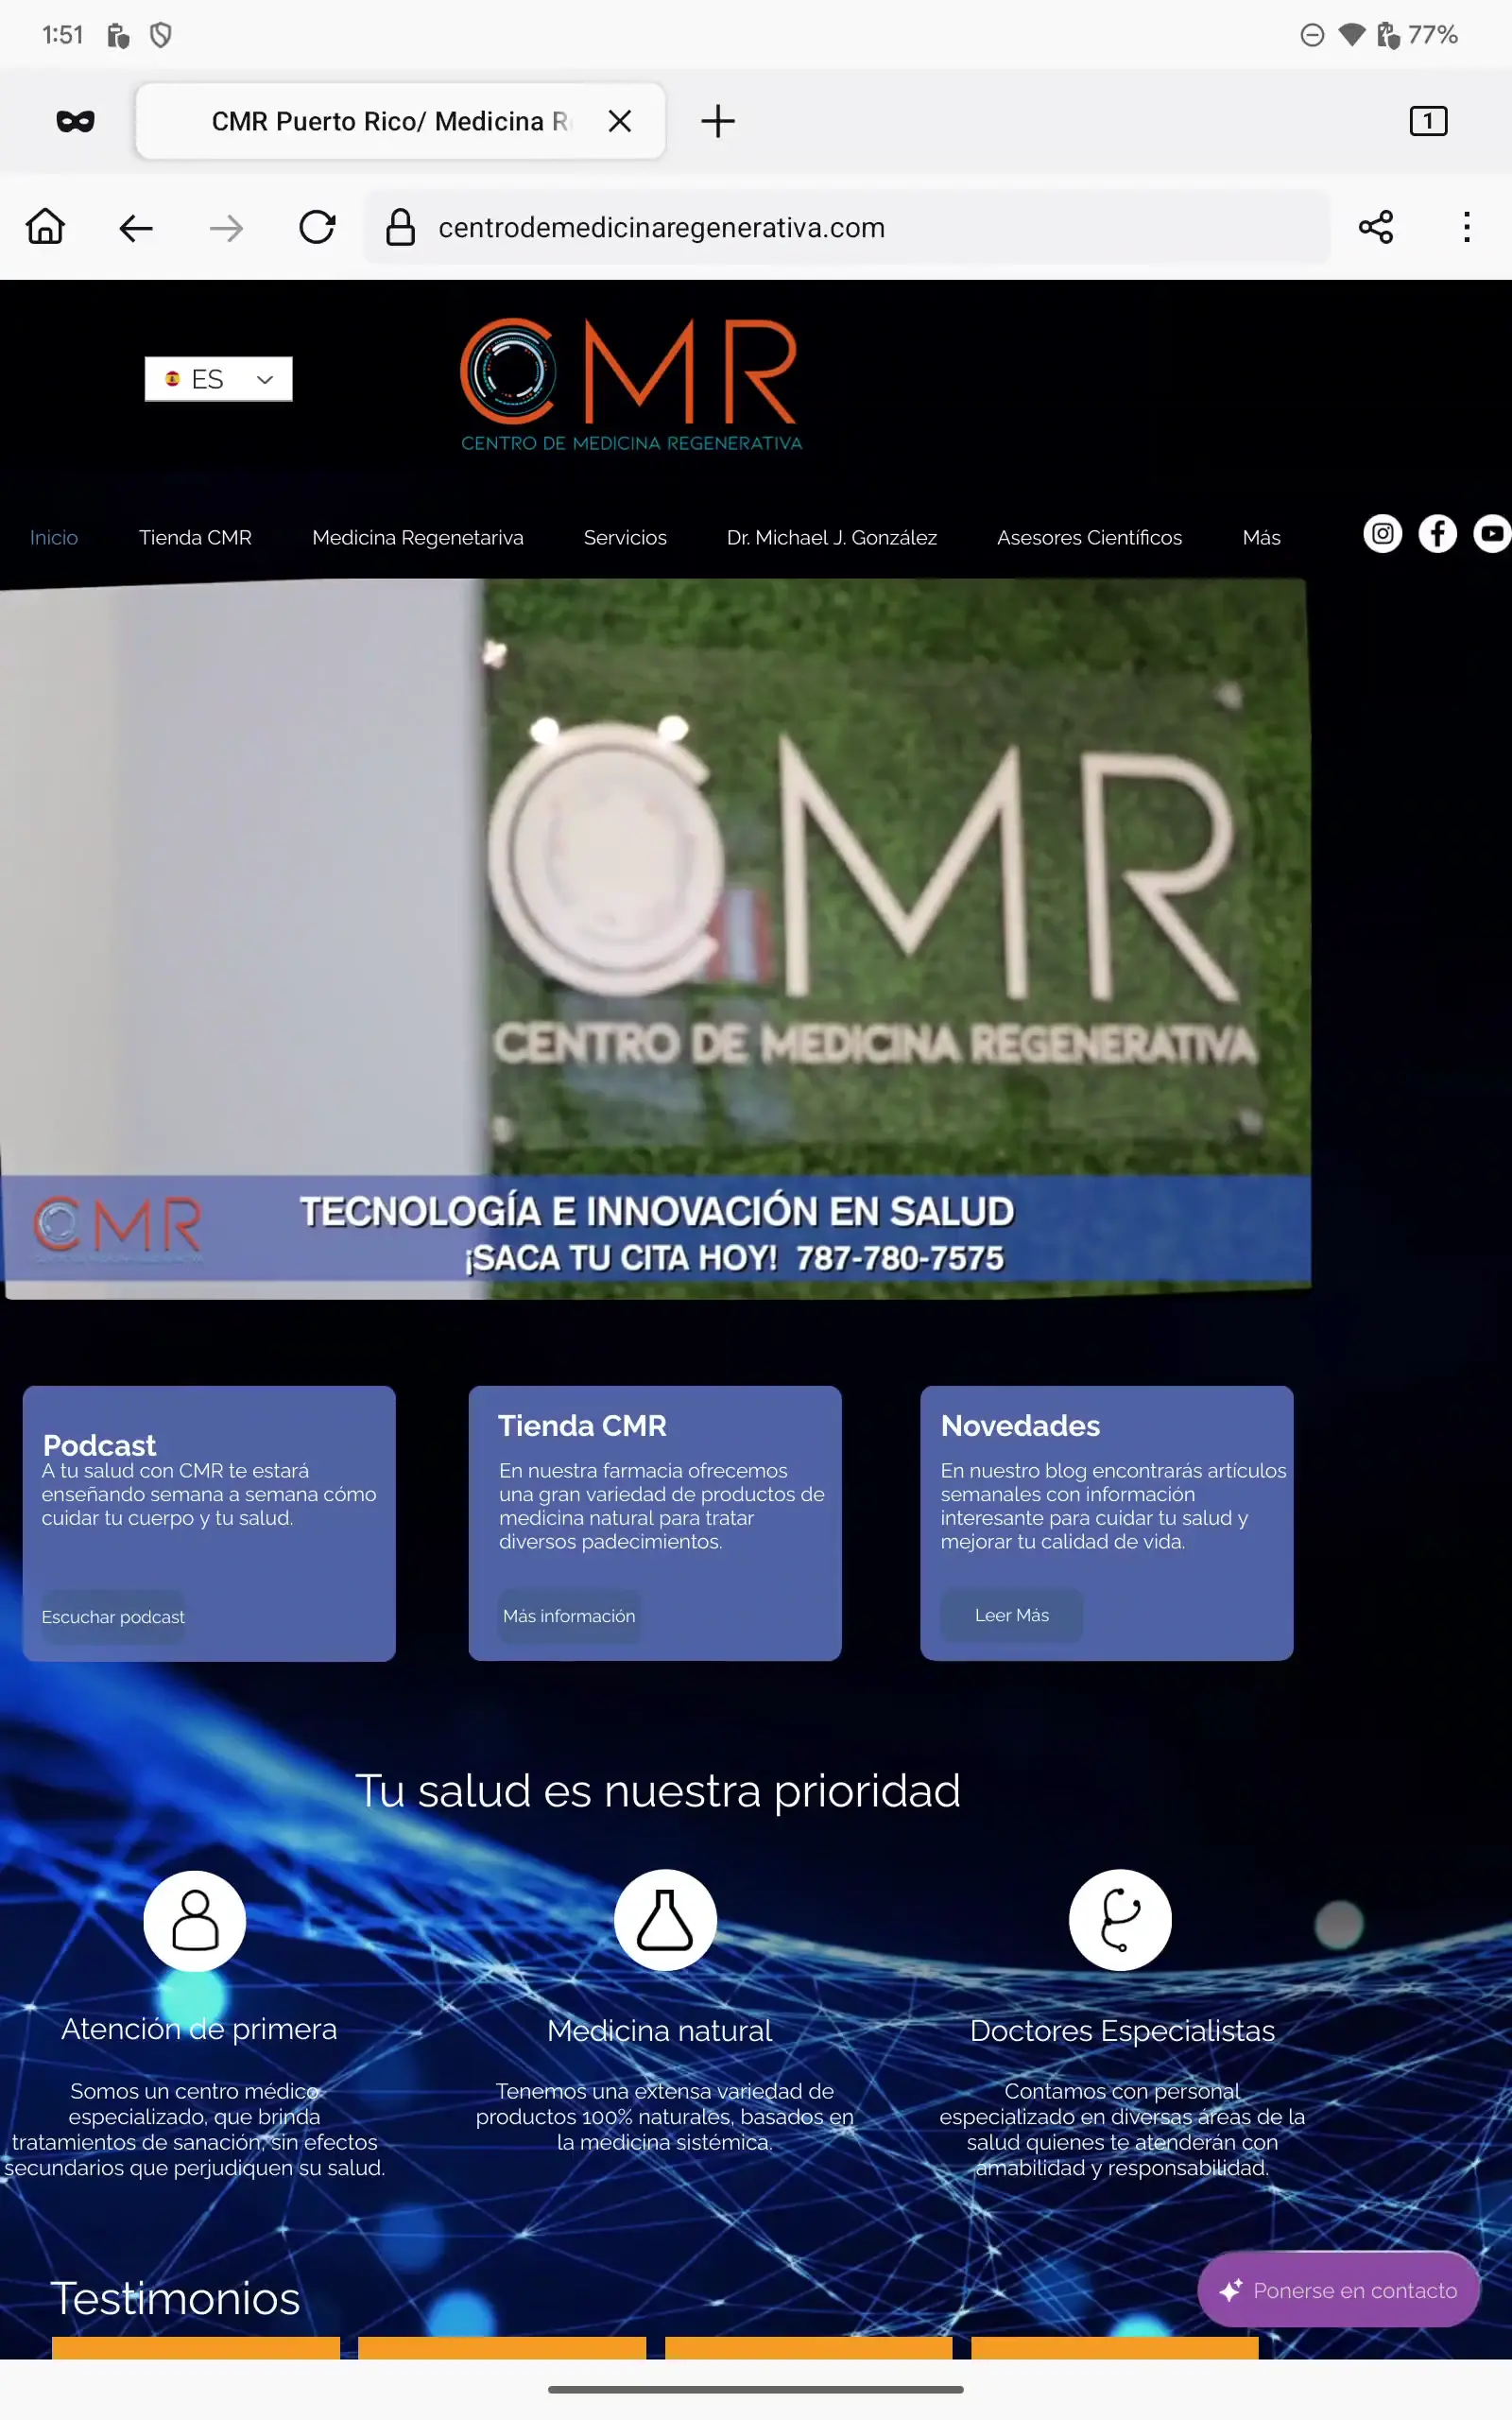 1:51
77%
CMR Puerto Rico/ Medicina R
1
centrodemedicinaregenerativa.com
ES
CMR
CENTRO DE MEDICINA REGENERATIVA
Inicio
Tienda CMR
Medicina Regenetariva
Servicios
Dr. Michael J. González
Asesores Científicos
Más
CMR
CENTRO DE MEDICINA REGENERATIVA
CMR
TECNOLOGÍA E INNOVACIÓN EN SALUD
¡SACA TU CITA HOY! 787-780-7575
Podcast
A tu salud con CMR te estará
enseñando semana a semana cómo
cuidar tu cuerpo y tu salud.
Escuchar podcast
Tienda CMR
En nuestra farmacia ofrecemos
una gran variedad de productos de
medicina natural para tratar
diversos padecimientos.
Más información
Novedades
En nuestro blog encontrarás artículos
semanales con información
interesante para cuidar tu salud y
mejorar tu calidad de vida.
Leer Más
Tu salud es nuestra prioridad
Atención de primera
Somos un centro médico
especializado, que brinda
tratamientos de sanación, sin efectos
secundarios que perjudiquen su salud.
Medicina natural
Tenemos una extensa variedad de
productos 100% naturales, basados en
la medicina sistémica.
Doctores Especialistas
Contamos con personal
especializado en diversas áreas de la
salud quienes te atenderán con
amabilidad y responsabilidad.
Testimonios
Ponerse en contacto